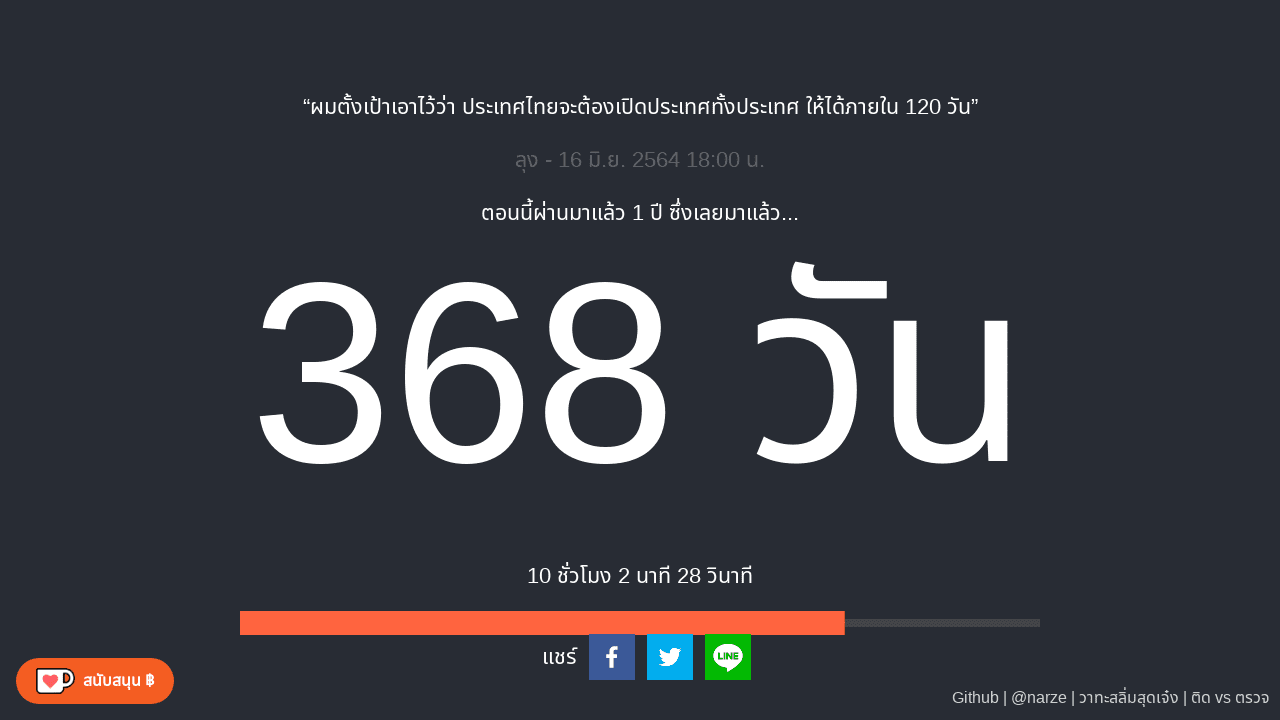 “ผมตั้งเป้าเอาไว้ว่า ประเทศไทยจะต้องเปิดประเทศทั้งประเทศ ให้ได้ภายใน 120 วัน”
ลุง - 16 มิ.ย. 2564 18:00 น.
ตอนนี้ผ่านมาแล้ว 1 ปี ซึ่งเลยมาแล้ว...
368 วัน
10 ชั่วโมง 2 นาที 28 วินาที
แชร์
LINE
สนับสนุน ฿
Github | @narze | วาทะสลิ่มสุดเจ๋ง | ติด vs ตรวจ